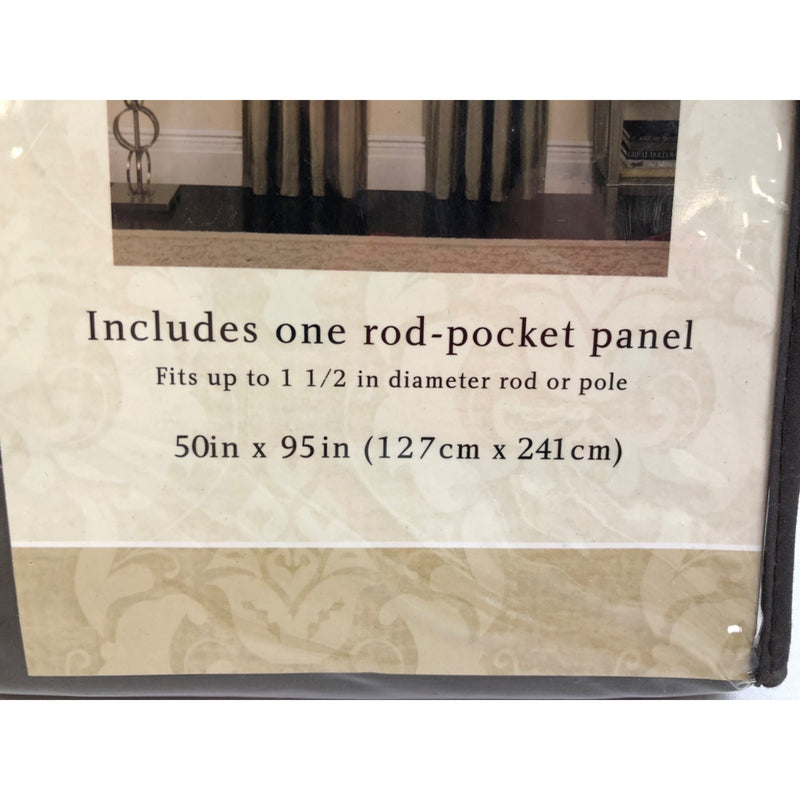 Includes one rod-pocket panel
Fits up to 1 1/2 in diameter rod or pole
50in x 95in (127cm x 241cm)